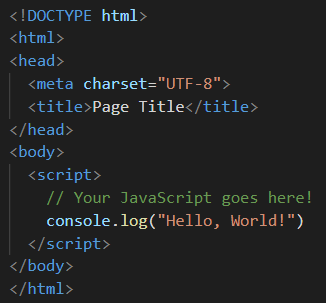 <!DOCTYPE html>
<html>
<head>
  <meta charset="UTF-8">
  <title>Page Title</title>
</head>
<body>
  <script>
    // Your JavaScript goes here!
    console.log("Hello, World!")
  </script>
</body>
</html>